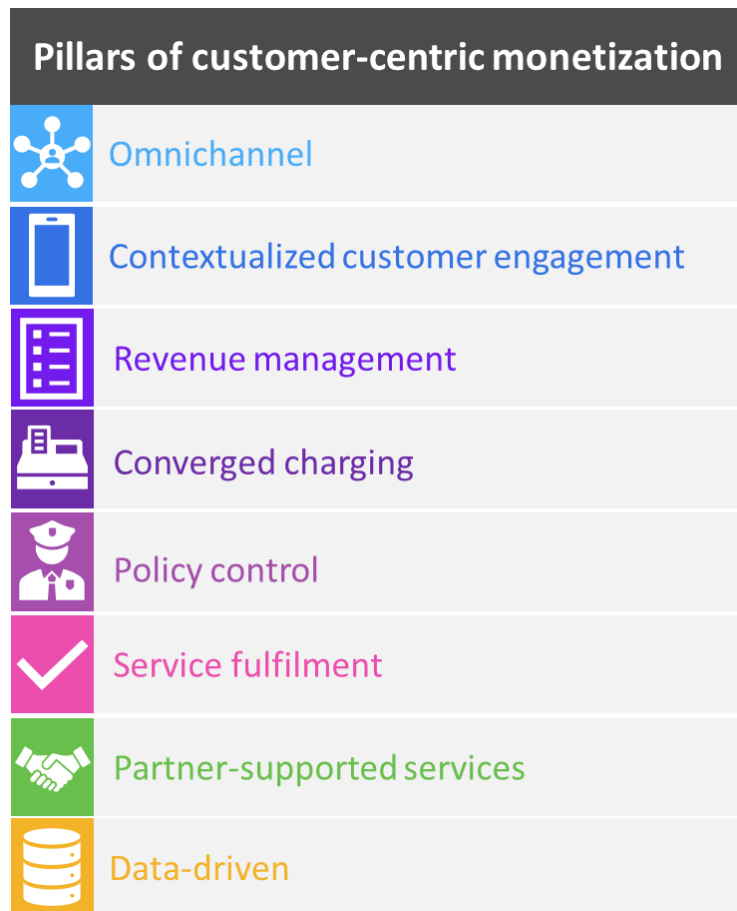 Pillars of customer-centric monetization
Omnichannel
Contextualized customer engagement
Revenue management
Converged charging
Policy control
Service fulfilment
Partner-supported services
Data-driven